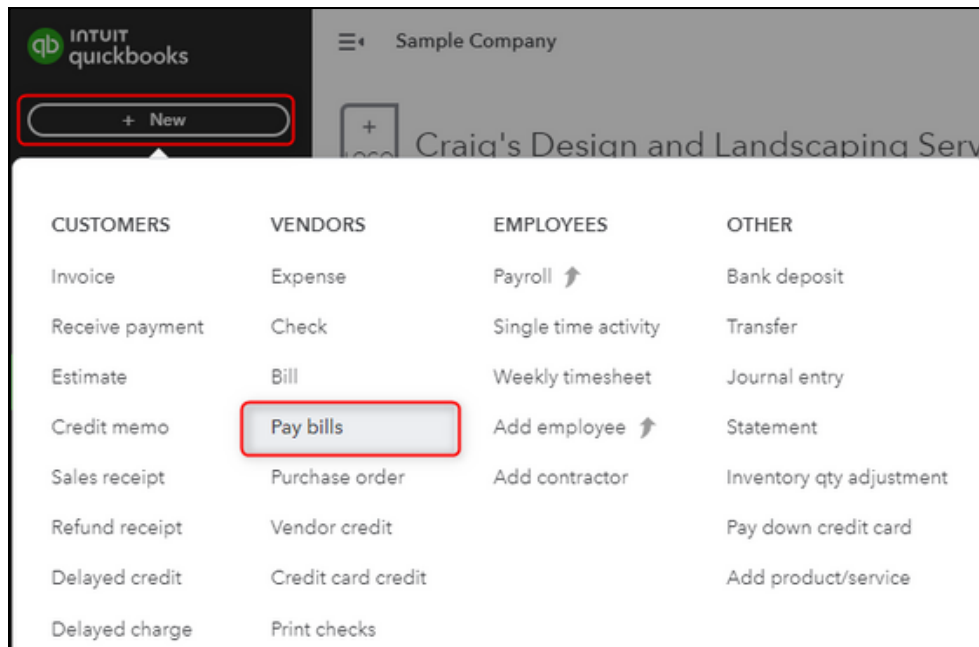 qb INTUIT quickbooks
Sample Company
+ New
+
LOGO
Craig's Design and Landscaping Serv
CUSTOMERS
Invoice
Receive payment
Estimate
Credit memo
Sales receipt
Refund receipt
Delayed credit
Delayed charge
VENDORS
Expense
Check
Bill
Pay bills
Purchase order
Vendor credit
Credit card credit
Print checks
EMPLOYEES
Payroll
Single time activity
Weekly timesheet
Add employee
Add contractor
OTHER
Bank deposit
Transfer
Journal entry
Statement
Inventory qty adjustment
Pay down credit card
Add product/service